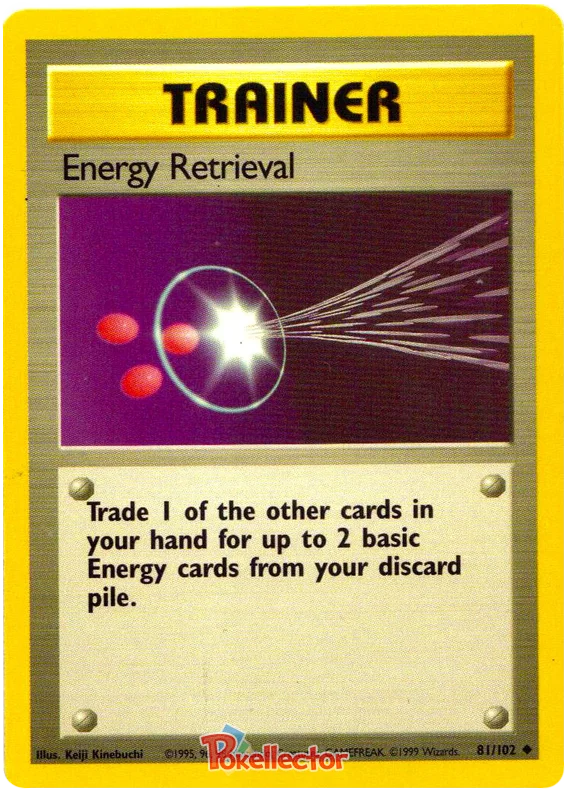 TRAINER
Energy Retrieval
Trade 1 of the other cards in
your hand for up to 2 basic
Energy cards from your discard
pile.
Illus. Keiji Kinebuchi ©1995, 96 GAMEFREAK. ©1999 Wizards. 81/102
Pokellector